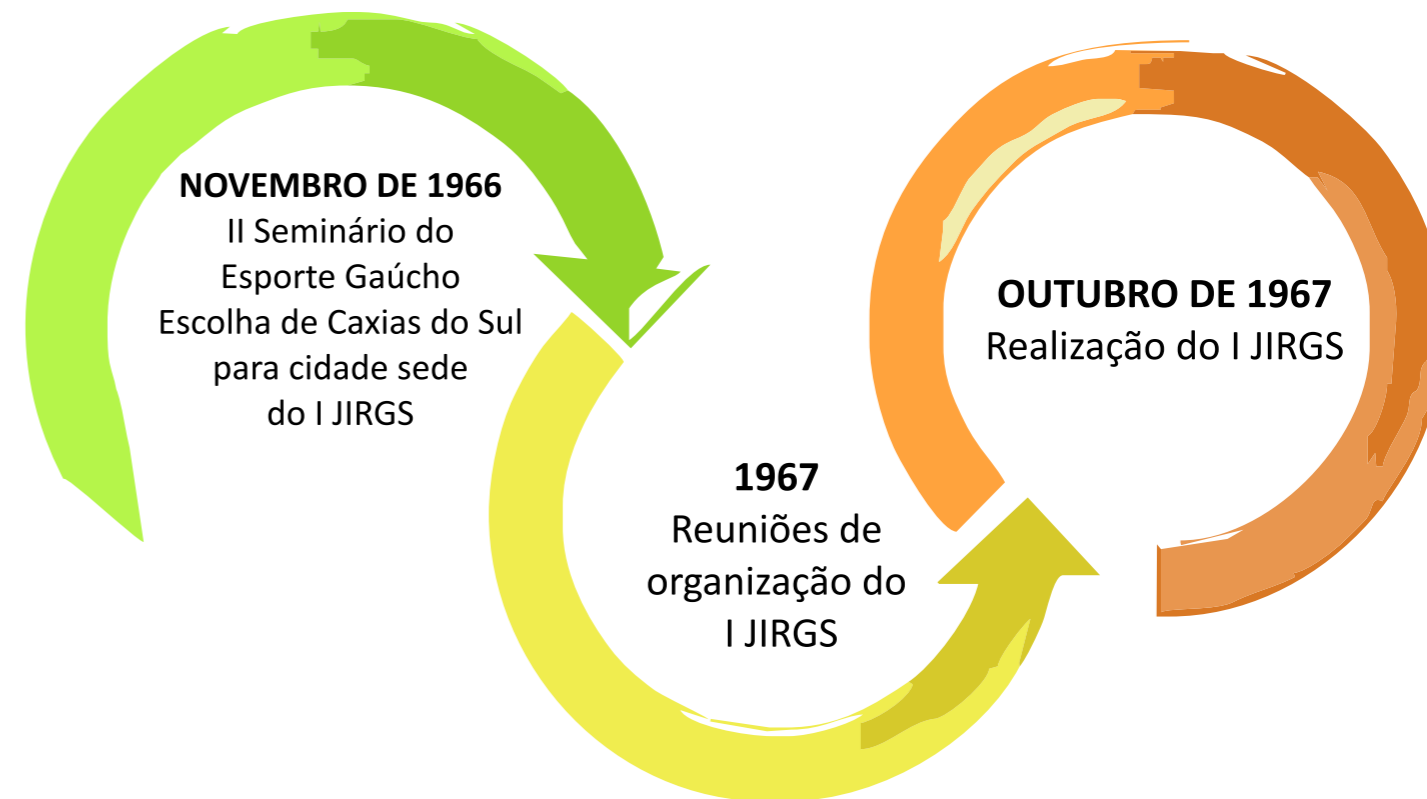 NOVEMBRO DE 1966
II Seminário do
Esporte Gaúcho
Escolha de Caxias do Sul
para cidade sede
do I JIRGS
1967
Reuniões de
organização do
I JIRGS
OUTUBRO DE 1967
Realização do I JIRGS